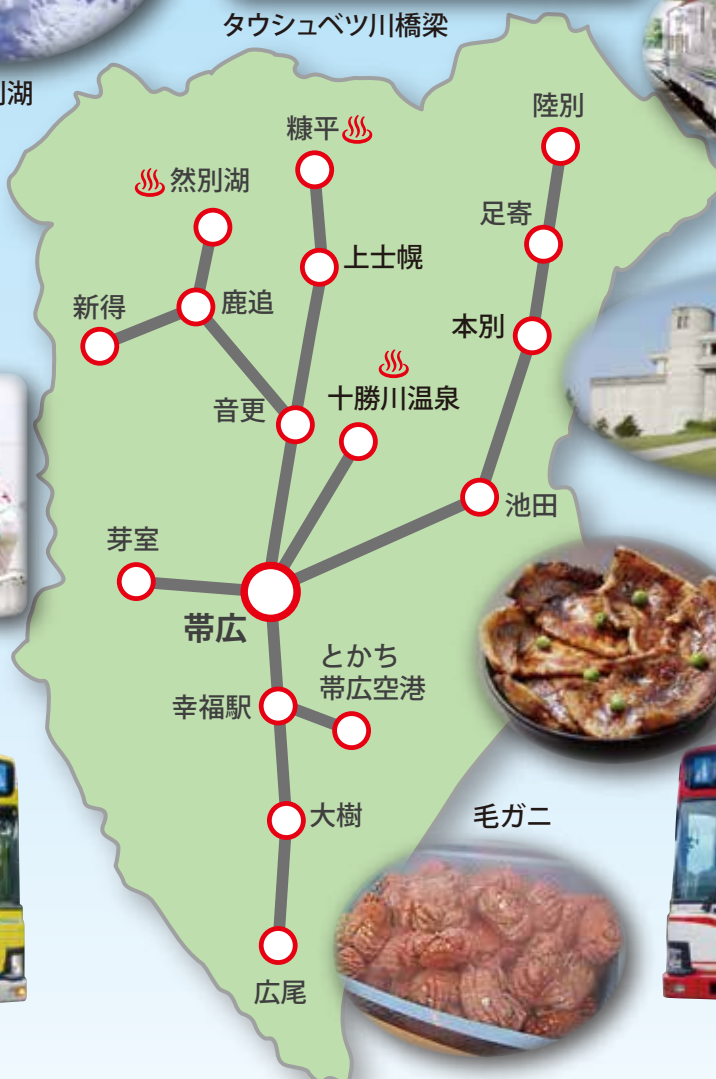 タウシュベツ川橋梁
別湖
陸別
糠平
然別湖
足寄
上士幌
新得
鹿追
本別
十勝川温泉
音更
池田
芽室
帯広
とかち
帯広空港
幸福駅
大樹
毛ガニ
広尾